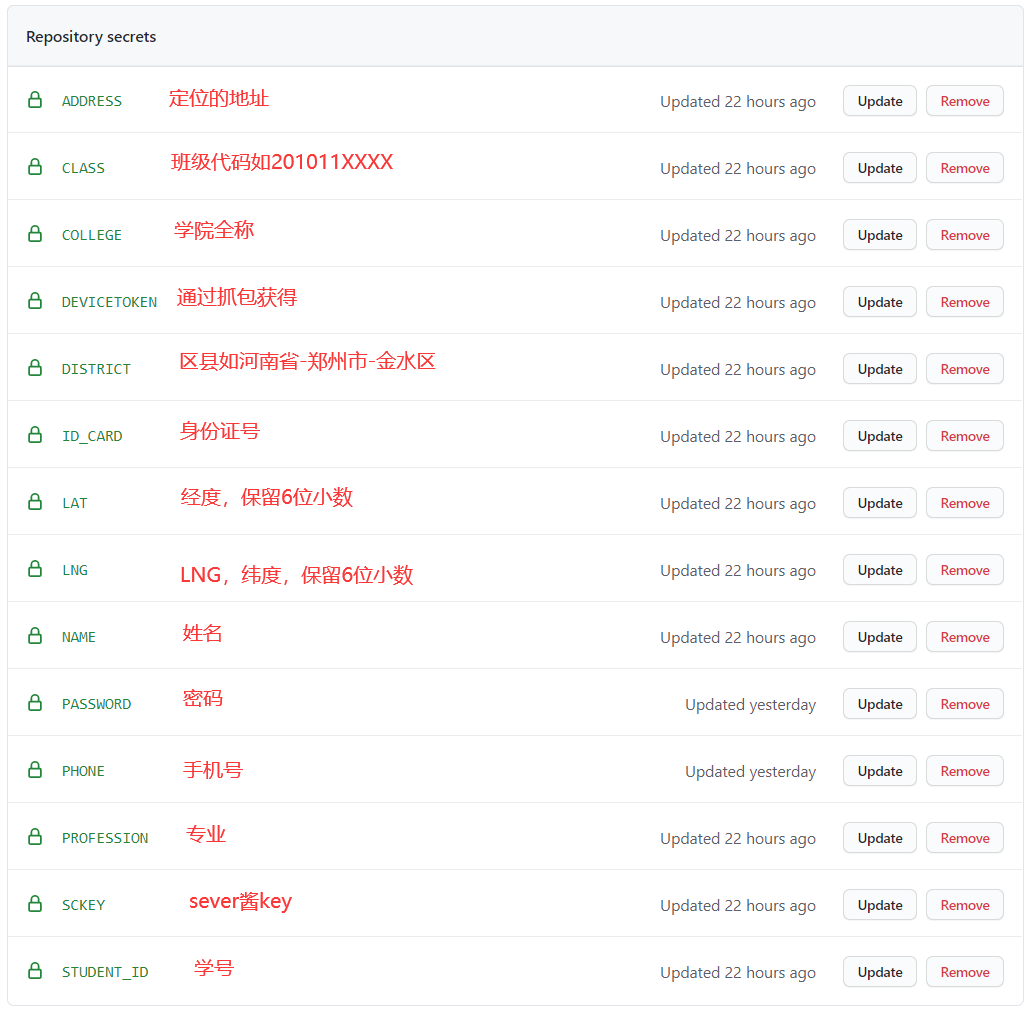 Repository secrets
ADDRESS 定位的地址 Updated 22 hours ago Update Remove
CLASS 班级代码如201011XXXX Updated 22 hours ago Update Remove
COLLEGE 学院全称 Updated 22 hours ago Update Remove
DEVICETOKEN 通过抓包获得 Updated 22 hours ago Update Remove
DISTRICT 区县如河南省-郑州市-金水区 Updated 22 hours ago Update Remove
ID_CARD 身份证号 Updated 22 hours ago Update Remove
LAT 经度，保留6位小数 Updated 22 hours ago Update Remove
LNG LNG，纬度，保留6位小数 Updated 22 hours ago Update Remove
NAME 姓名 Updated 22 hours ago Update Remove
PASSWORD 密码 Updated yesterday Update Remove
PHONE 手机号 Updated yesterday Update Remove
PROFESSION 专业 Updated 22 hours ago Update Remove
SCKEY sever酱key Updated 22 hours ago Update Remove
STUDENT_ID 学号 Updated 22 hours ago Update Remove